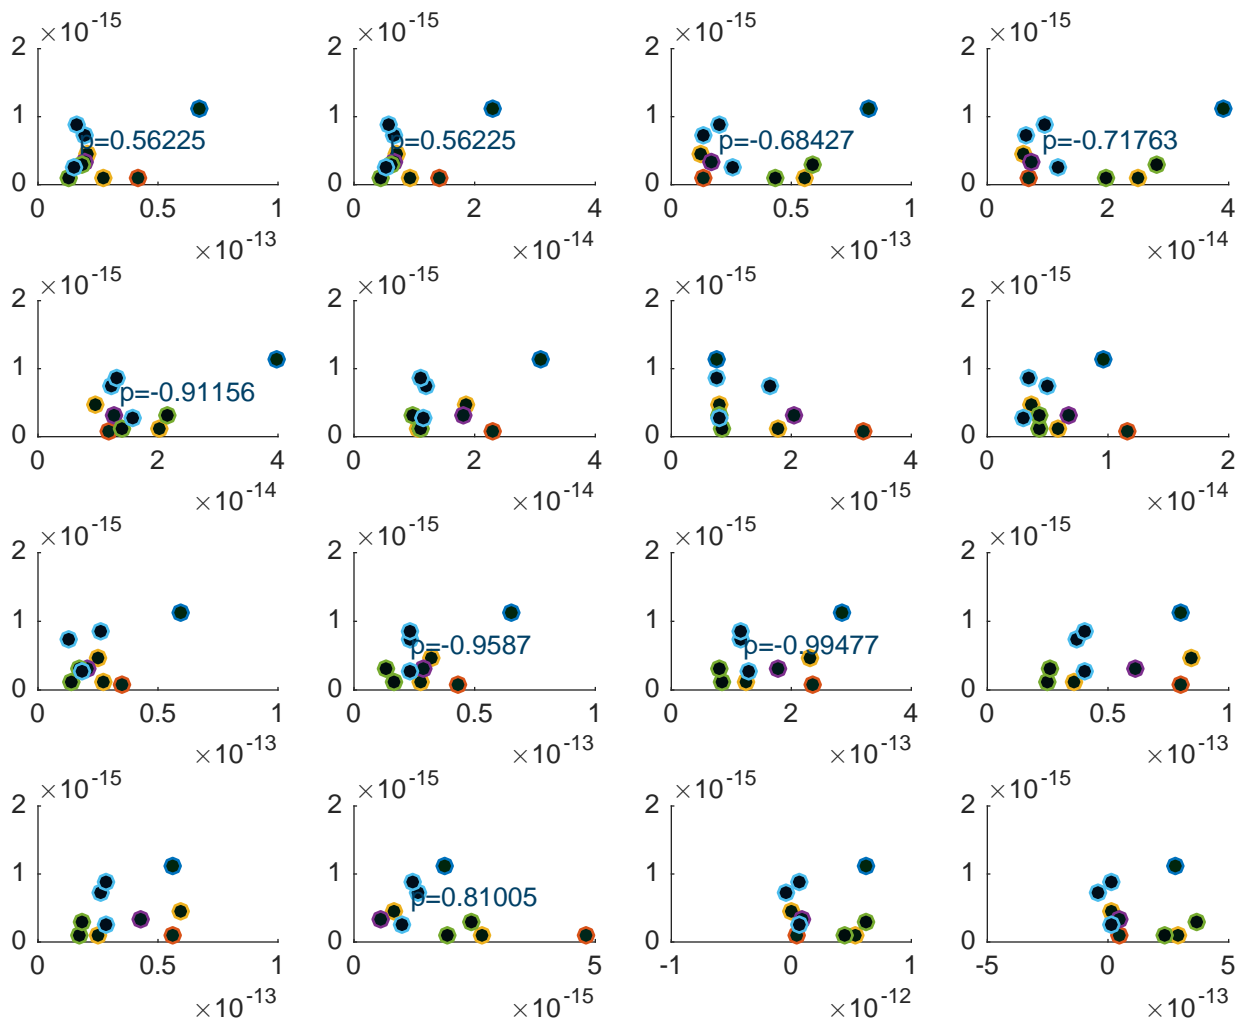 ×10-15 ×10-15 ×10-15 ×10-15
2 2 2 2
1 1 1 1
p=0.56225 p=0.56225 p=-0.68427 p=-0.71763
0 0 0 0
0 0.5 1 0 2 4 0 0.5 1 0 2 4
×10-13 ×10-14 ×10-13 ×10-14
×10-15 ×10-15 ×10-15 ×10-15
2 2 2 2
1 1 1 1
p=-0.91156
0 0 0 0
0 2 4 0 2 4 0 2 4 0 1 2
×10-14 ×10-14 ×10-15 ×10-14
×10-15 ×10-15 ×10-15 ×10-15
2 2 2 2
1 1 1 1
p=-0.9587 p=-0.99477
0 0 0 0
0 0.5 1 0 0.5 1 0 2 4 0 0.5 1
×10-13 ×10-13 ×10-13 ×10-13
×10-15 ×10-15 ×10-15 ×10-15
2 2 2 2
1 1 1 1
p=0.81005
0 0 0 0
0 0.5 1 0 5 -1 0 1 -5 0 5
×10-13 ×10-15 ×10-12 ×10-13